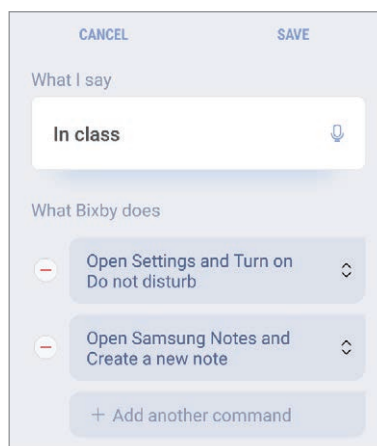 CANCEL SAVE
What I say
In class
What Bixby does
Open Settings and Turn on
Do not disturb
Open Samsung Notes and
Create a new note
+ Add another command